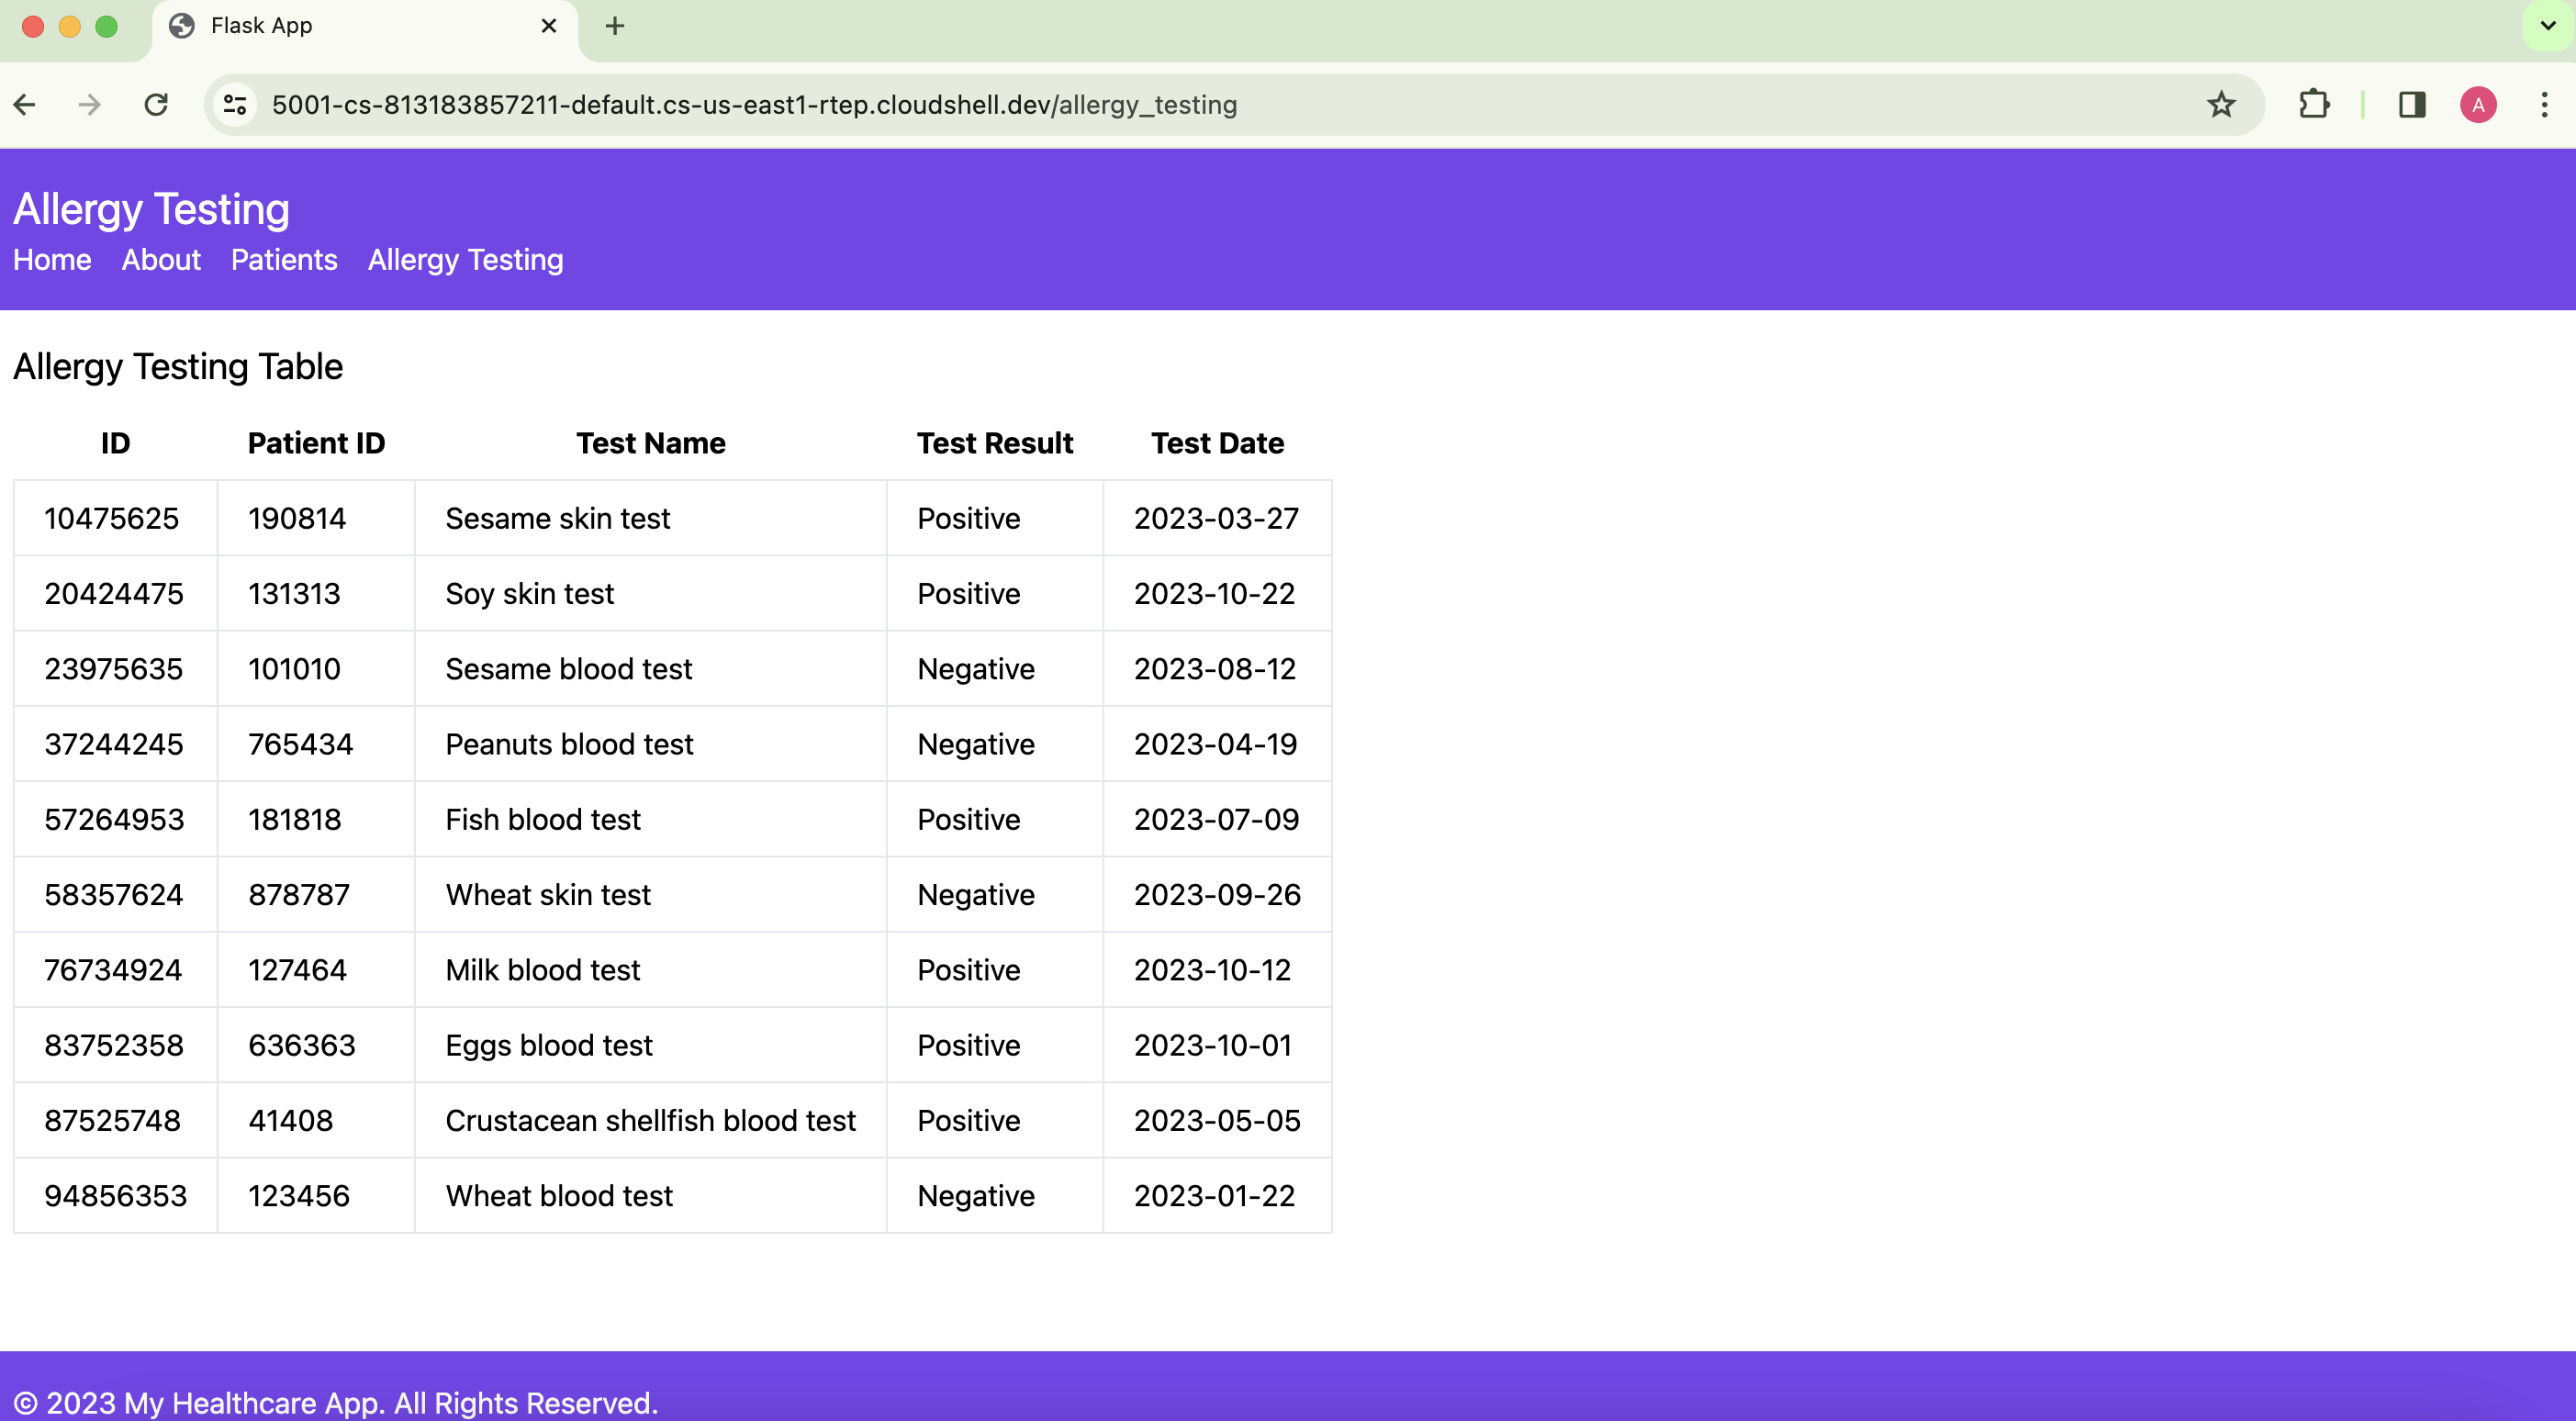 Flask App
5001-cs-813183857211-default.cs-us-east1-rtep.cloudshell.dev/allergy_testing
A
Allergy Testing
Home About Patients Allergy Testing
Allergy Testing Table
ID Patient ID Test Name Test Result Test Date
10475625 190814 Sesame skin test Positive 2023-03-27
20424475 131313 Soy skin test Positive 2023-10-22
23975635 101010 Sesame blood test Negative 2023-08-12
37244245 765434 Peanuts blood test Negative 2023-04-19
57264953 181818 Fish blood test Positive 2023-07-09
58357624 878787 Wheat skin test Negative 2023-09-26
76734924 127464 Milk blood test Positive 2023-10-12
83752358 636363 Eggs blood test Positive 2023-10-01
87525748 41408 Crustacean shellfish blood test Positive 2023-05-05
94856353 123456 Wheat blood test Negative 2023-01-22
© 2023 My Healthcare App. All Rights Reserved.